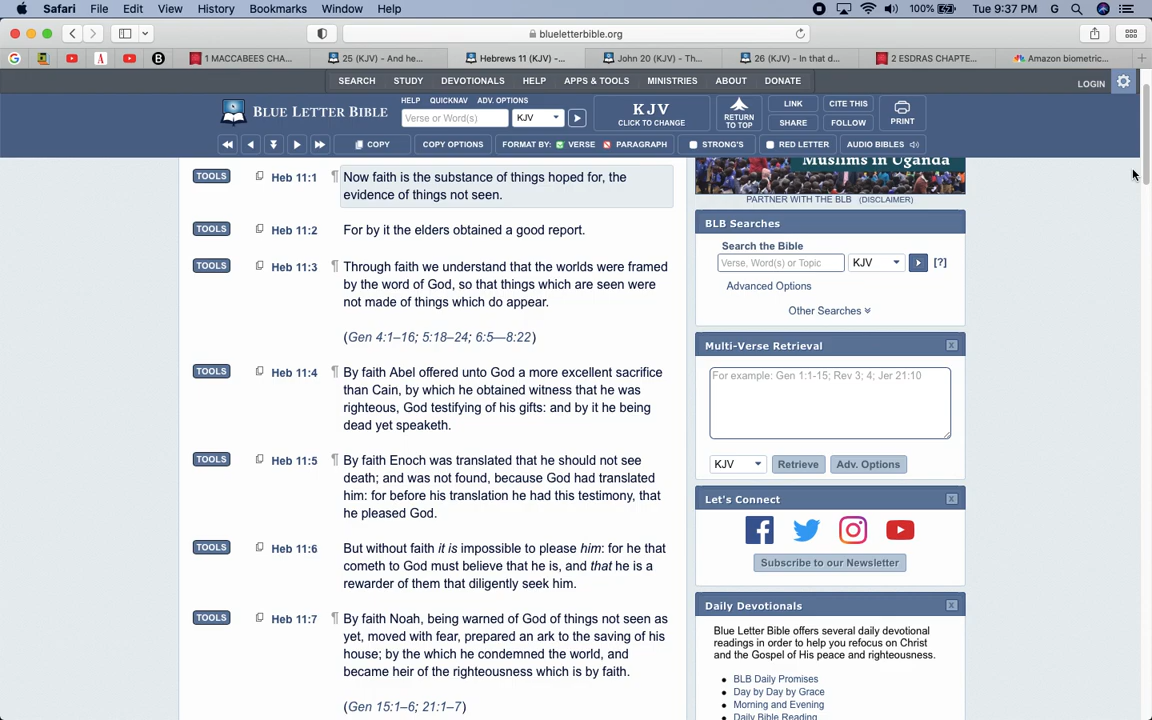 Safari File Edit View History Bookmarks Window Help 100% Tue 9:37 PM G
blueletterbible.org
1 MACCABEES CHA... 25 (KJV) - And he... Hebrews 11 (KJV) -... John 20 (KJV) - Th... 26 (KJV) - In that d... 2 ESDRAS CHAPTE... Amazon biometric...
SEARCH STUDY DEVOTIONALS HELP APPS & TOOLS MINISTRIES ABOUT DONATE LOGIN
BLUE LETTER BIBLE
HELP QUICKNAV ADV. OPTIONS
Verse or Word(s) KJV
KJV
CLICK TO CHANGE
RETURN
TO TOP
LINK CITE THIS
SHARE FOLLOW
PRINT
COPY COPY OPTIONS FORMAT BY: VERSE PARAGRAPH STRONG'S RED LETTER AUDIO BIBLES
TOOLS Heb 11:1 ¶ Now faith is the substance of things hoped for, the
evidence of things not seen.
TOOLS Heb 11:2 For by it the elders obtained a good report.
TOOLS Heb 11:3 ¶ Through faith we understand that the worlds were framed
by the word of God, so that things which are seen were
not made of things which do appear.
(Gen 4:1–16; 5:18–24; 6:5—8:22)
TOOLS Heb 11:4 ¶ By faith Abel offered unto God a more excellent sacrifice
than Cain, by which he obtained witness that he was
righteous, God testifying of his gifts: and by it he being
dead yet speaketh.
TOOLS Heb 11:5 ¶ By faith Enoch was translated that he should not see
death; and was not found, because God had translated
him: for before his translation he had this testimony, that
he pleased God.
TOOLS Heb 11:6 But without faith it is impossible to please him: for he that
cometh to God must believe that he is, and that he is a
rewarder of them that diligently seek him.
TOOLS Heb 11:7 ¶ By faith Noah, being warned of God of things not seen as
yet, moved with fear, prepared an ark to the saving of his
house; by the which he condemned the world, and
became heir of the righteousness which is by faith.
(Gen 15:1–6; 21:1–7)
Muslims in Uganda
PARTNER WITH THE BLB (DISCLAIMER)
BLB Searches
Search the Bible
Verse, Word(s) or Topic KJV [?]
Advanced Options
Other Searches
Multi-Verse Retrieval x
For example: Gen 1:1-15; Rev 3; 4; Jer 21:10
KJV Retrieve Adv. Options
Let's Connect x
Subscribe to our Newsletter
Daily Devotionals x
Blue Letter Bible offers several daily devotional
readings in order to help you refocus on Christ
and the Gospel of His peace and righteousness.
BLB Daily Promises
Day by Day by Grace
Morning and Evening
Daily Bible Reading